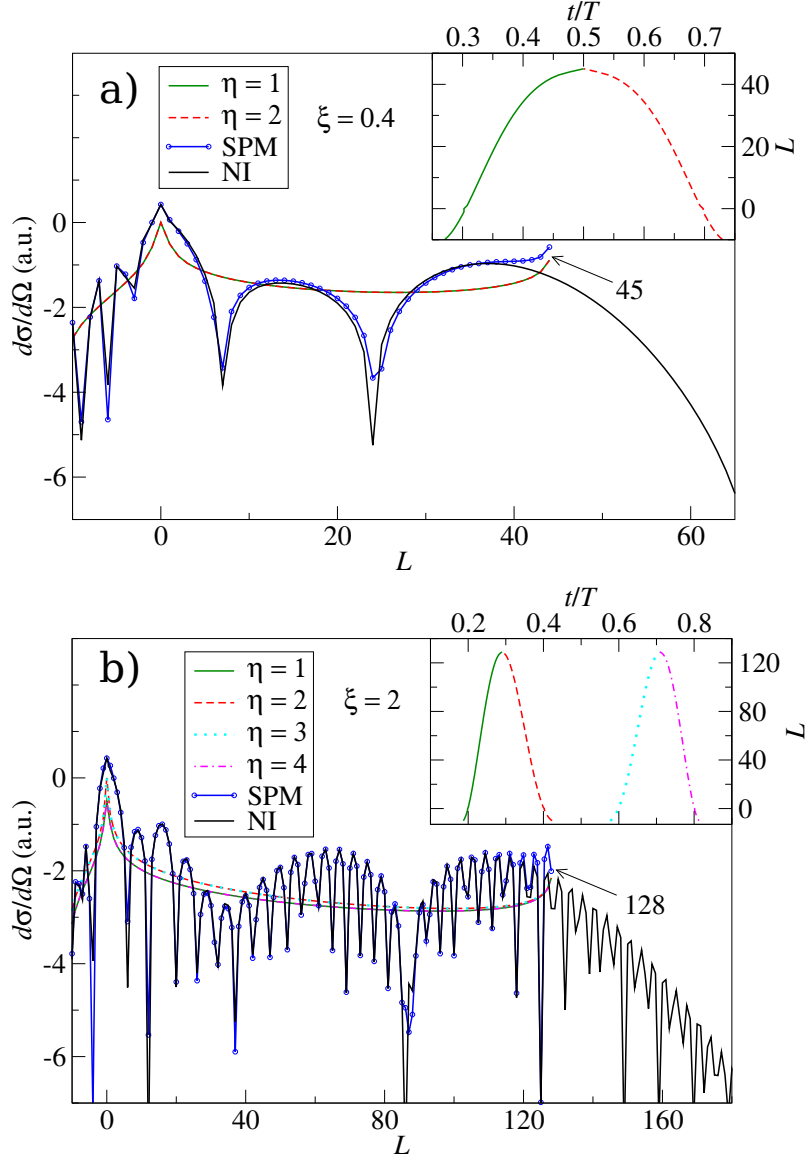 t/T
0.3 0.4 0.5 0.6 0.7
a)
η = 1
η = 2
SPM
NI
ξ = 0.4
40
20
0
L
0
-2
-4
-6
dσ/dΩ (a.u.)
45
0 20 40 60
L
t/T
0.2 0.4 0.6 0.8
b)
η = 1
η = 2
η = 3
η = 4
SPM
NI
ξ = 2
120
80
40
0
L
0
-2
-4
-6
dσ/dΩ (a.u.)
128
0 40 80 120 160
L